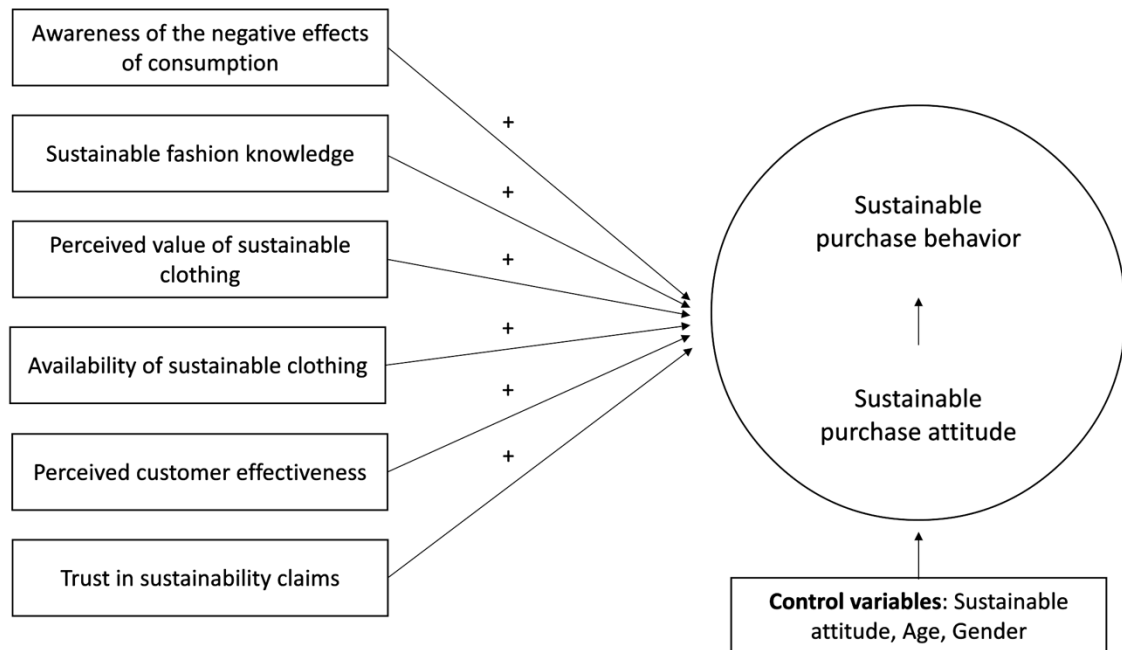 Awareness of the negative effects
of consumption
+
Sustainable fashion knowledge
+
Perceived value of sustainable
clothing
+
Availability of sustainable clothing
+
Perceived customer effectiveness
+
Trust in sustainability claims
+
Sustainable
purchase behavior
Sustainable
purchase attitude
Control variables: Sustainable
attitude, Age, Gender